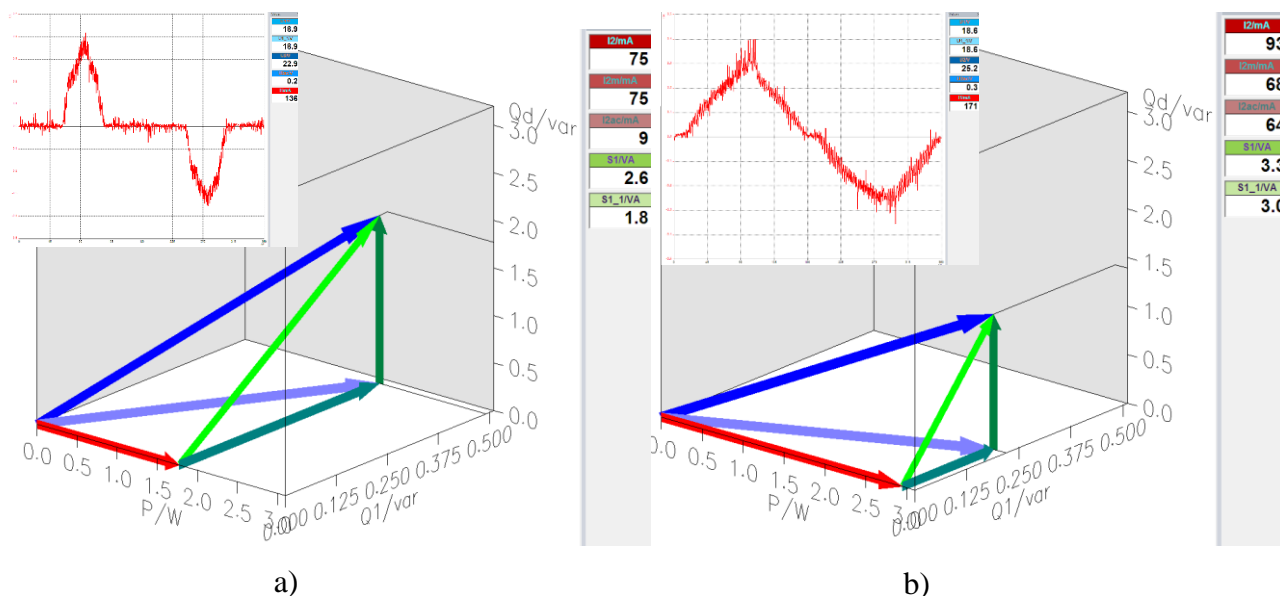 18.9
18.9
22.9
0.2
136
I2/mA
75
I2m/mA
75
I2ac/mA
9
S1/VA
2.6
S1_1/VA
1.8
Qd/var
3.0
2.5
2.0
1.5
1.0
0.5
0.0
0.0 0.5 1.0 1.5 2.0 2.5 3.0
P/W
0.000 0.125 0.250 0.375 0.500
Q1/var
a)
18.6
18.6
25.2
0.3
171
I2/mA
93
I2m/mA
68
I2ac/mA
64
S1/VA
3.3
S1_1/VA
3.0
Qd/var
3.0
2.5
2.0
1.5
1.0
0.5
0.0
0.0 0.5 1.0 1.5 2.0 2.5 3.0
P/W
0.000 0.125 0.250 0.375 0.500
Q1/var
b)